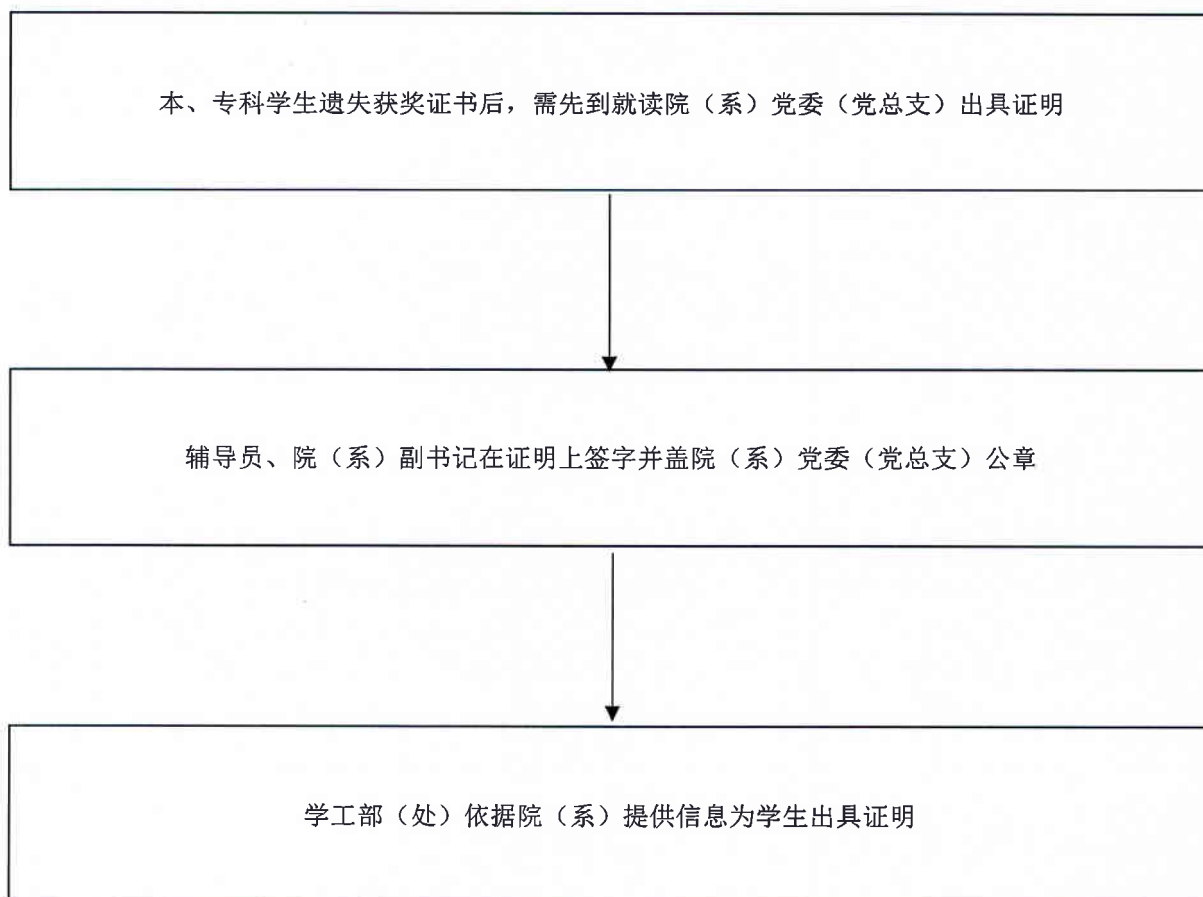 本、专科学生遗失获奖证书后，需先到就读院（系）党委（党总支）出具证明
辅导员、院（系）副书记在证明上签字并盖院（系）党委（党总支）公章
学工部（处）依据院（系）提供信息为学生出具证明